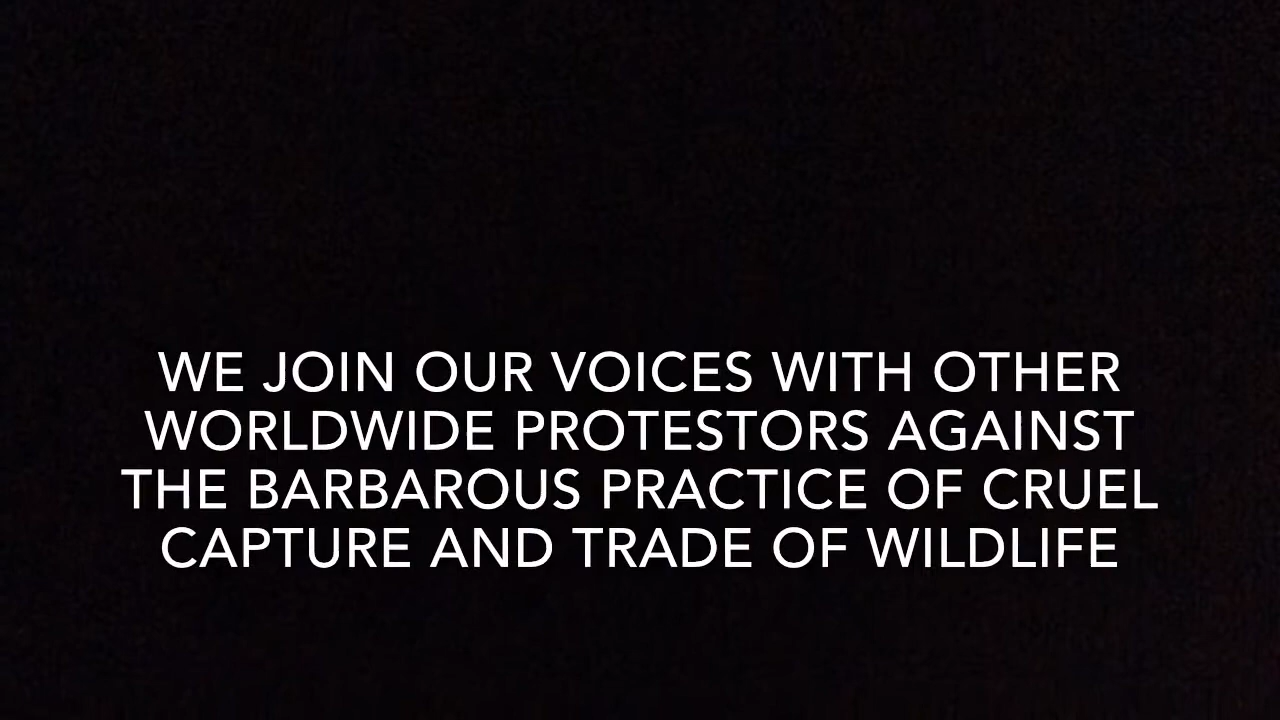 WE JOIN OUR VOICES WITH OTHER
WORLDWIDE PROTESTORS AGAINST
THE BARBAROUS PRACTICE OF CRUEL
CAPTURE AND TRADE OF WILDLIFE